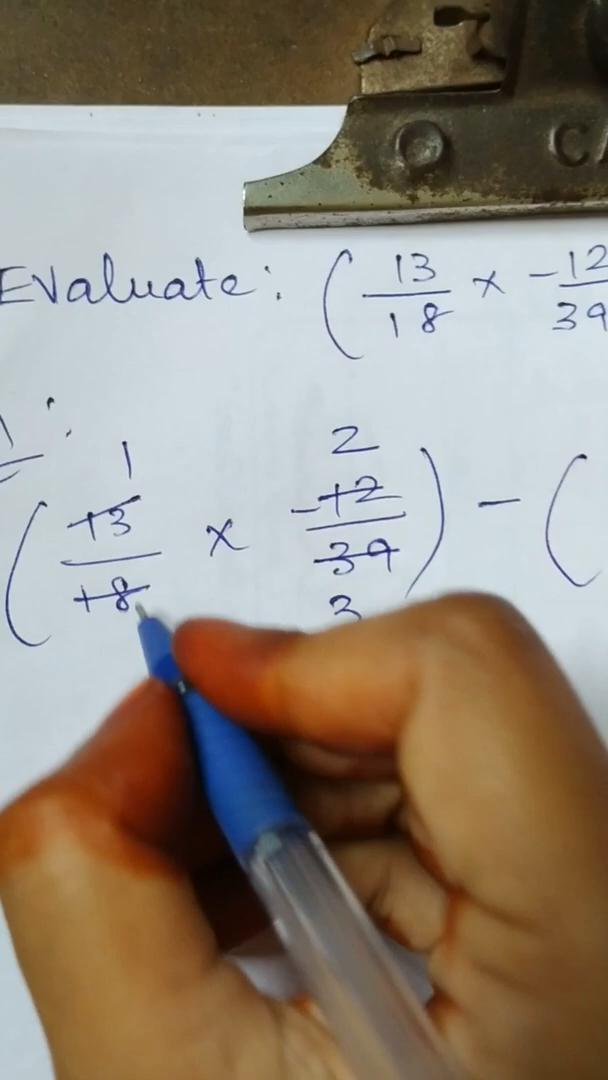 CA
Evaluate: ( 13/18 x -12/39
:
1 2
( 13/18 x -12/39 ) - (
3